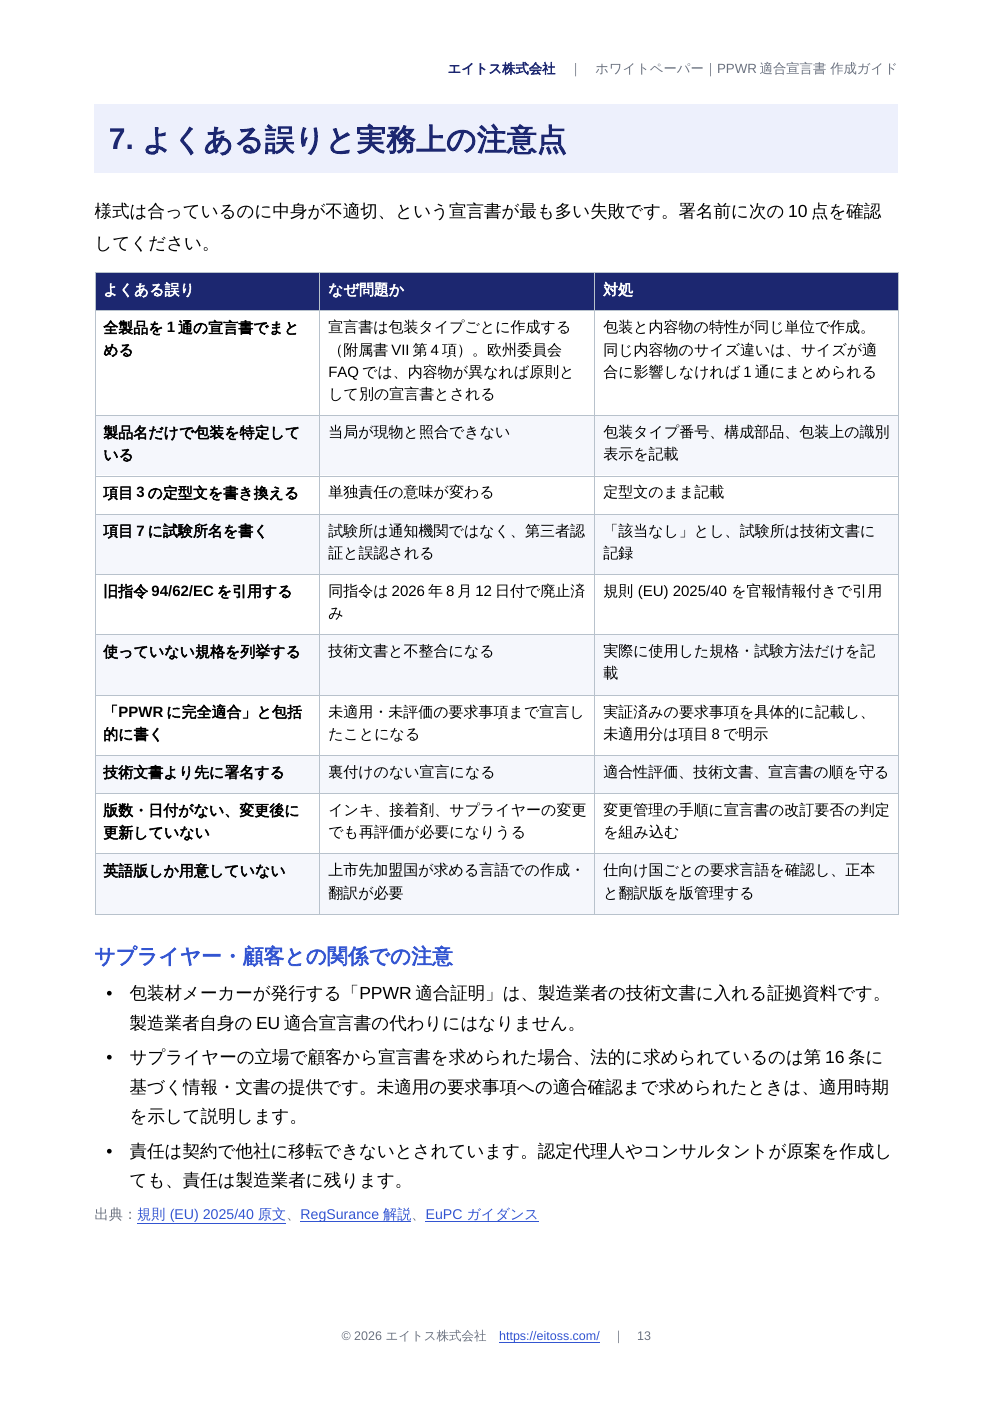 エイトス株式会社　｜　ホワイトペーパー｜PPWR 適合宣言書 作成ガイド
7. よくある誤りと実務上の注意点
様式は合っているのに中身が不適切、という宣言書が最も多い失敗です。署名前に次の 10 点を確認
してください。
よくある誤り
なぜ問題か
対処
全製品を 1 通の宣言書でまと
める
宣言書は包装タイプごとに作成する
（附属書 VII 第 4 項）。欧州委員会
FAQ では、内容物が異なれば原則と
して別の宣言書とされる
包装と内容物の特性が同じ単位で作成。
同じ内容物のサイズ違いは、サイズが適
合に影響しなければ 1 通にまとめられる
製品名だけで包装を特定して
いる
当局が現物と照合できない
包装タイプ番号、構成部品、包装上の識別
表示を記載
項目 3 の定型文を書き換える
単独責任の意味が変わる
定型文のまま記載
項目 7 に試験所名を書く
試験所は通知機関ではなく、第三者認
証と誤認される
「該当なし」とし、試験所は技術文書に
記録
旧指令 94/62/EC を引用する
同指令は 2026 年 8 月 12 日付で廃止済
み
規則 (EU) 2025/40 を官報情報付きで引用
使っていない規格を列挙する
技術文書と不整合になる
実際に使用した規格・試験方法だけを記
載
「PPWR に完全適合」と包括
的に書く
未適用・未評価の要求事項まで宣言し
たことになる
実証済みの要求事項を具体的に記載し、
未適用分は項目 8 で明示
技術文書より先に署名する
裏付けのない宣言になる
適合性評価、技術文書、宣言書の順を守る
版数・日付がない、変更後に
更新していない
インキ、接着剤、サプライヤーの変更
でも再評価が必要になりうる
変更管理の手順に宣言書の改訂要否の判定
を組み込む
英語版しか用意していない
上市先加盟国が求める言語での作成・
翻訳が必要
仕向け国ごとの要求言語を確認し、正本
と翻訳版を版管理する
サプライヤー・顧客との関係での注意
• 包装材メーカーが発行する「PPWR 適合証明」は、製造業者の技術文書に入れる証拠資料です。
製造業者自身の EU 適合宣言書の代わりにはなりません。
• サプライヤーの立場で顧客から宣言書を求められた場合、法的に求められているのは第 16 条に
基づく情報・文書の提供です。未適用の要求事項への適合確認まで求められたときは、適用時期
を示して説明します。
• 責任は契約で他社に移転できないとされています。認定代理人やコンサルタントが原案を作成し
ても、責任は製造業者に残ります。
出典：規則 (EU) 2025/40 原文、RegSurance 解説、EuPC ガイダンス
© 2026 エイトス株式会社　https://eitoss.com/　｜　13